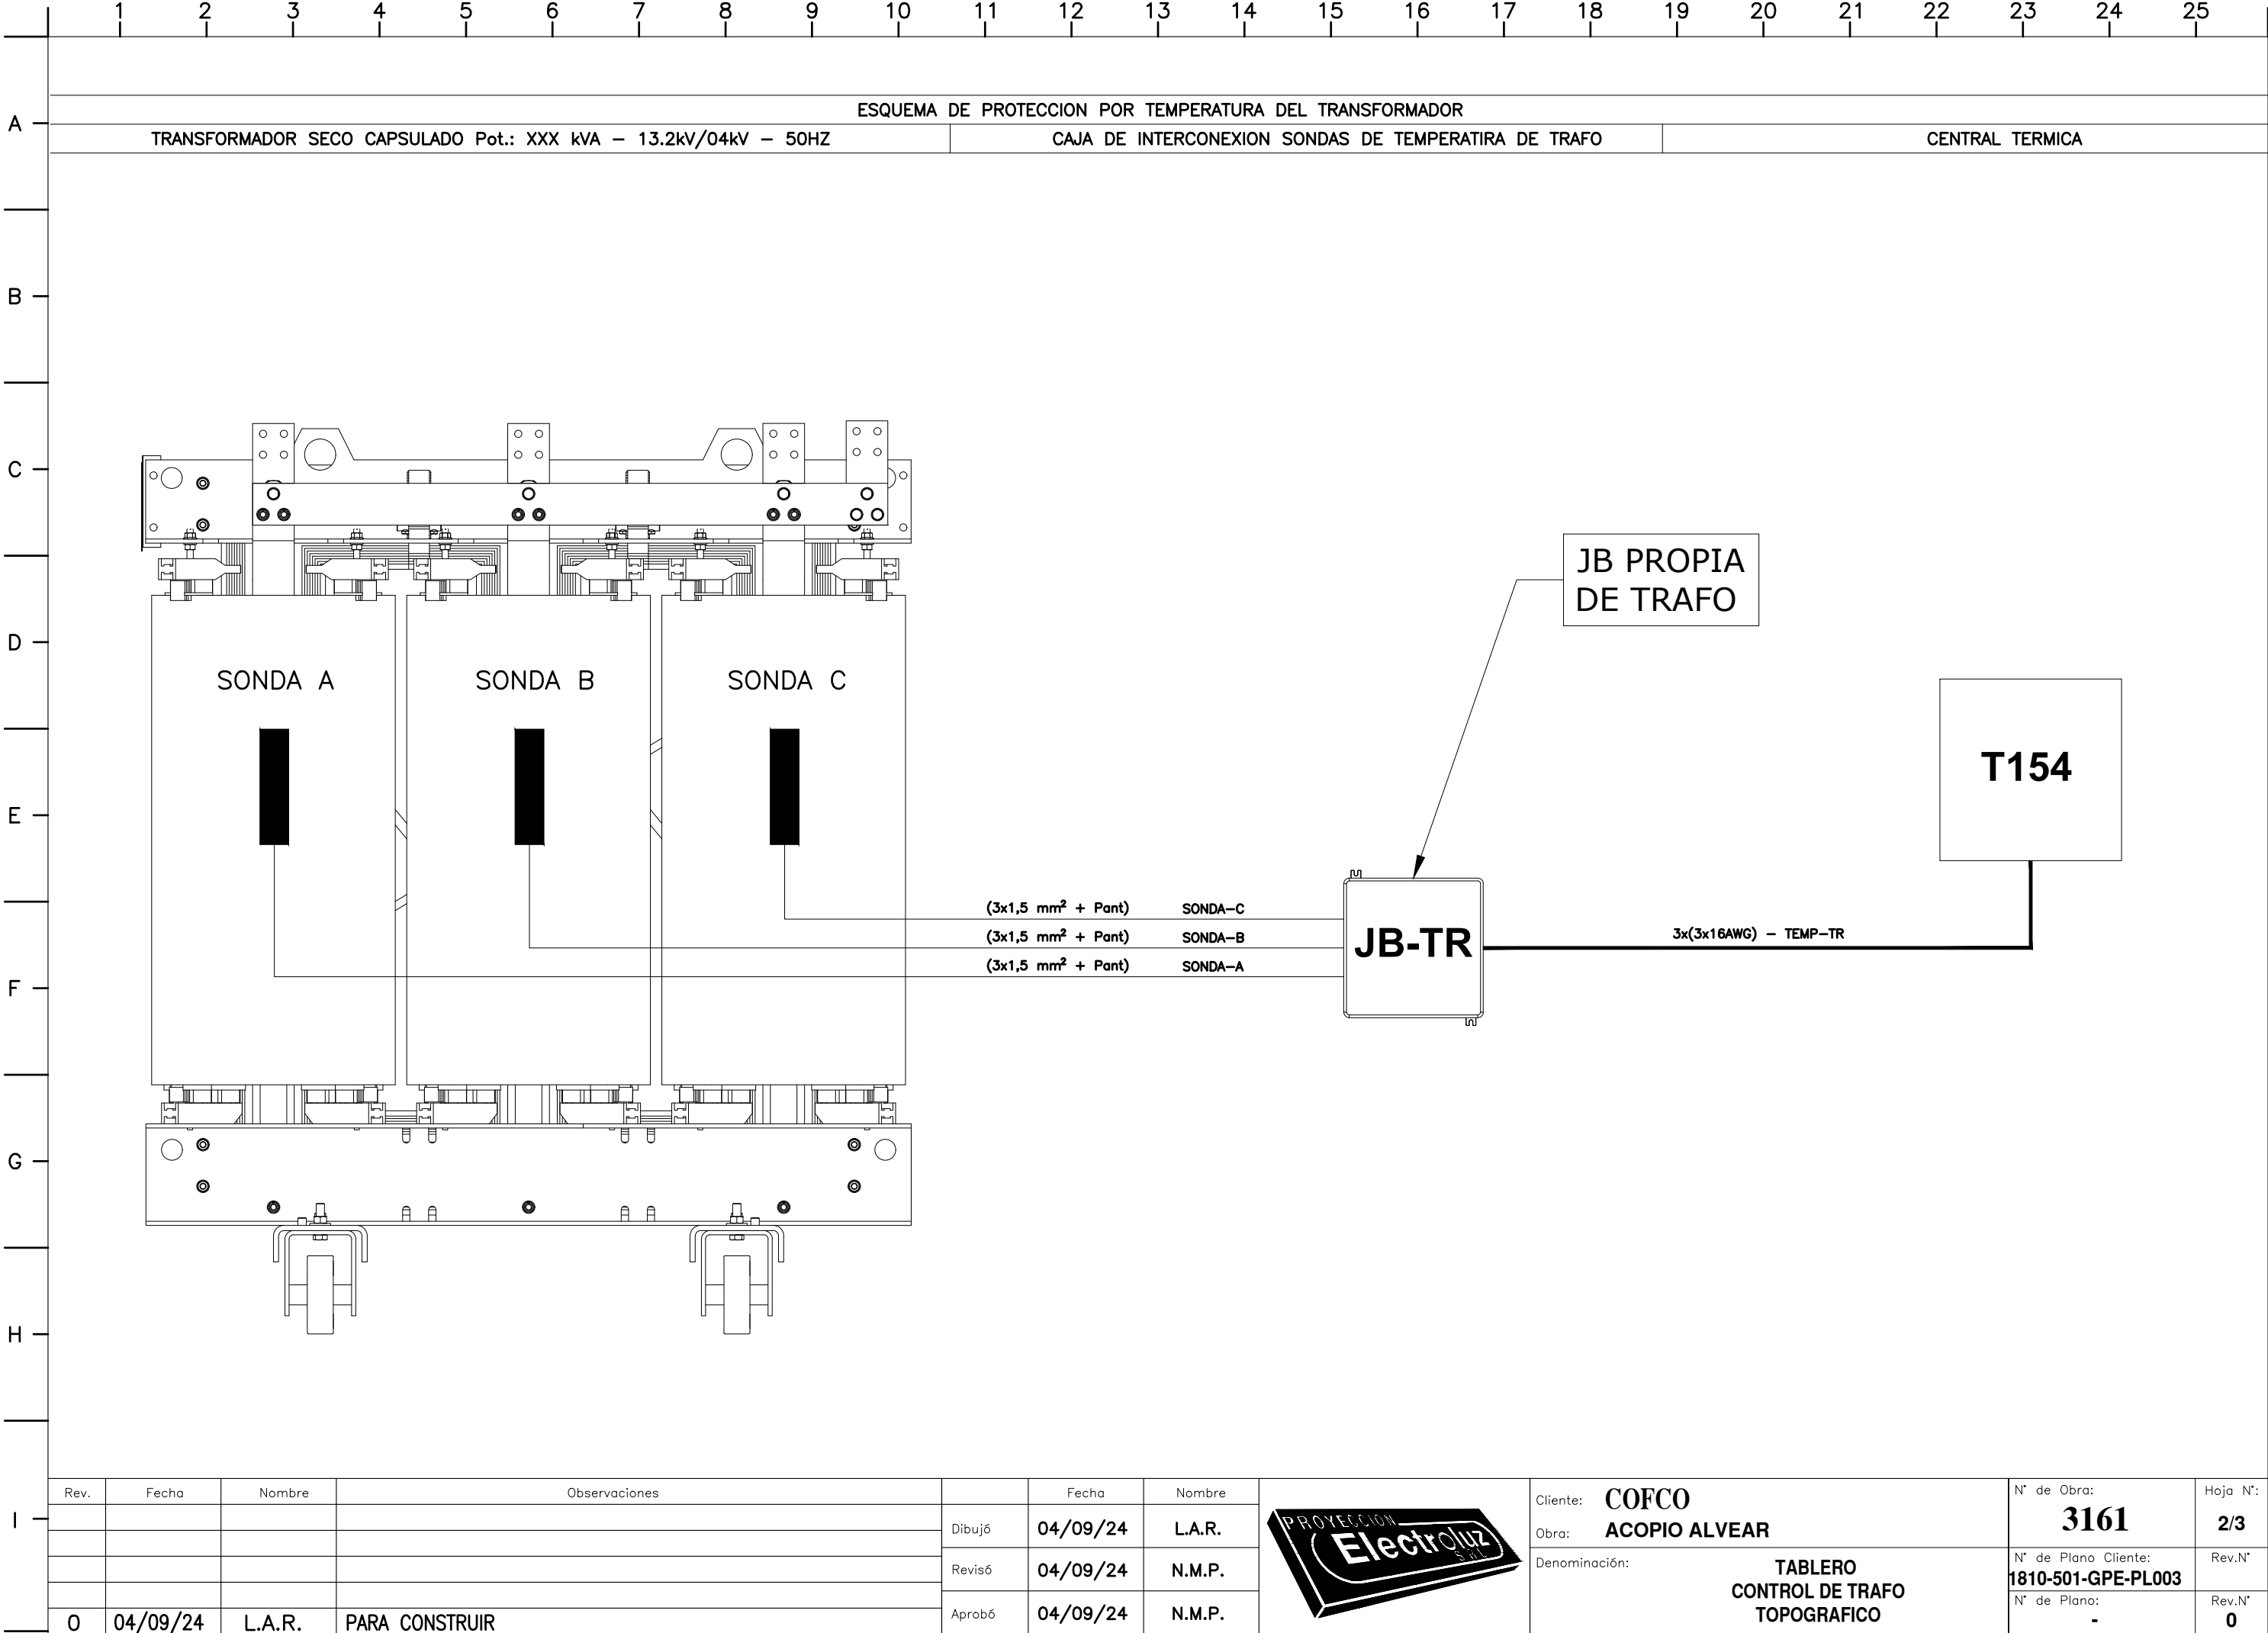 1 2 3 4 5 6 7 8 9 10 11 12 13 14 15 16 17 18 19 20 21 22 23 24 25
A
B
C
D
E
F
G
H
I
ESQUEMA DE PROTECCION POR TEMPERATURA DEL TRANSFORMADOR
TRANSFORMADOR SECO CAPSULADO Pot.: XXX kVA – 13.2kV/04kV – 50HZ
CAJA DE INTERCONEXION SONDAS DE TEMPERATIRA DE TRAFO
CENTRAL TERMICA
JB PROPIA
DE TRAFO
SONDA A
SONDA B
SONDA C
T154
(3x1,5 mm² + Pant) SONDA–C
(3x1,5 mm² + Pant) SONDA–B
(3x1,5 mm² + Pant) SONDA–A
JB-TR
3x(3x16AWG) – TEMP–TR
Rev. Fecha Nombre Observaciones
0 04/09/24 L.A.R. PARA CONSTRUIR
Fecha Nombre
Dibujó 04/09/24 L.A.R.
Revisó 04/09/24 N.M.P.
Aprobó 04/09/24 N.M.P.
PROYECCION
Electroluz
S.R.L.
Cliente: COFCO
Obra: ACOPIO ALVEAR
Denominación:
TABLERO
CONTROL DE TRAFO
TOPOGRAFICO
N° de Obra:
3161
Hoja N°:
2/3
N° de Plano Cliente:
1810-501-GPE-PL003
Rev.N°
N° de Plano:
-
Rev.N°
0